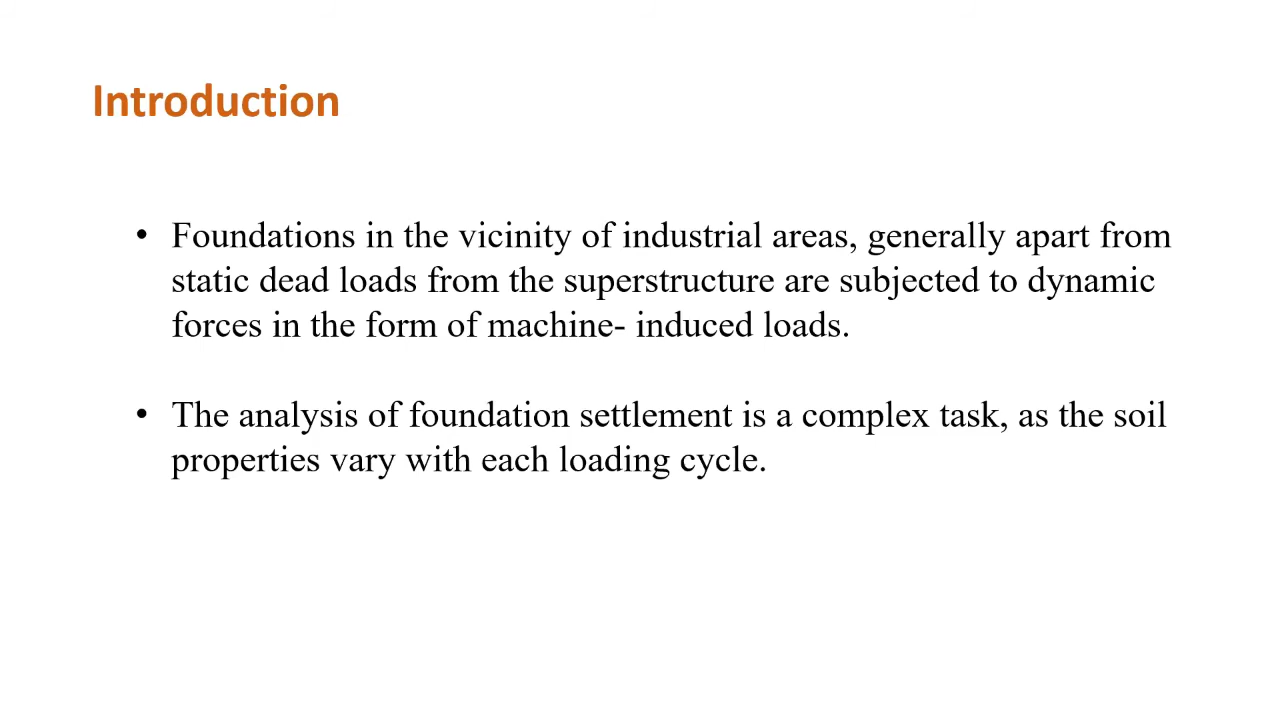 Introduction
• Foundations in the vicinity of industrial areas, generally apart from
static dead loads from the superstructure are subjected to dynamic
forces in the form of machine- induced loads.
• The analysis of foundation settlement is a complex task, as the soil
properties vary with each loading cycle.